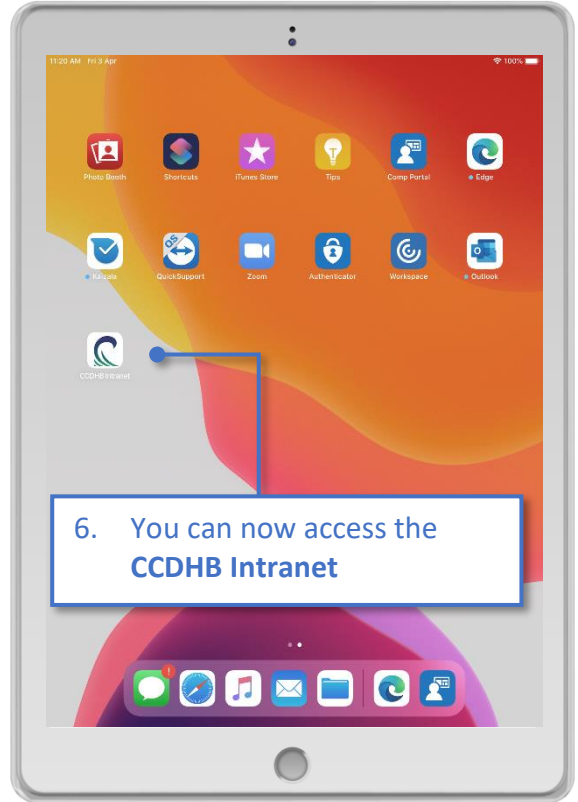 11:20 AM Fri 3 Apr
100%
Photo Booth Shortcuts iTunes Store Tips Comp Portal Edge
Kaizala QuickSupport Zoom Authenticator Workspace Outlook
QS
CCDHB Intranet
6. You can now access the
CCDHB Intranet